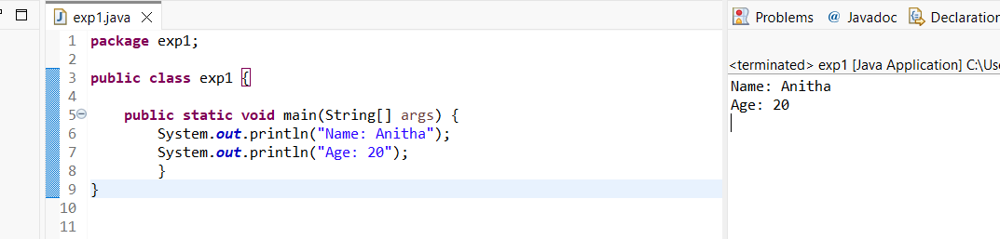 exp1.java
1 package exp1;
2
3 public class exp1 {
4
5 public static void main(String[] args) {
6 System.out.println("Name: Anitha");
7 System.out.println("Age: 20");
8 }
9 }
10
11
Problems @ Javadoc Declaration
<terminated> exp1 [Java Application] C:\Use
Name: Anitha
Age: 20